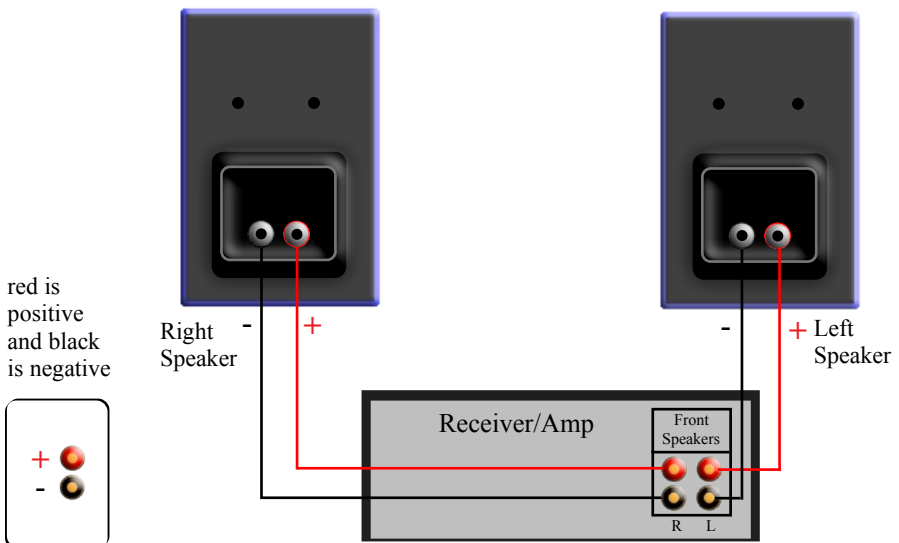 red is
positive
and black
is negative
+
-
Right
Speaker
-
+
-
+
Left
Speaker
Receiver/Amp
Front
Speakers
R L